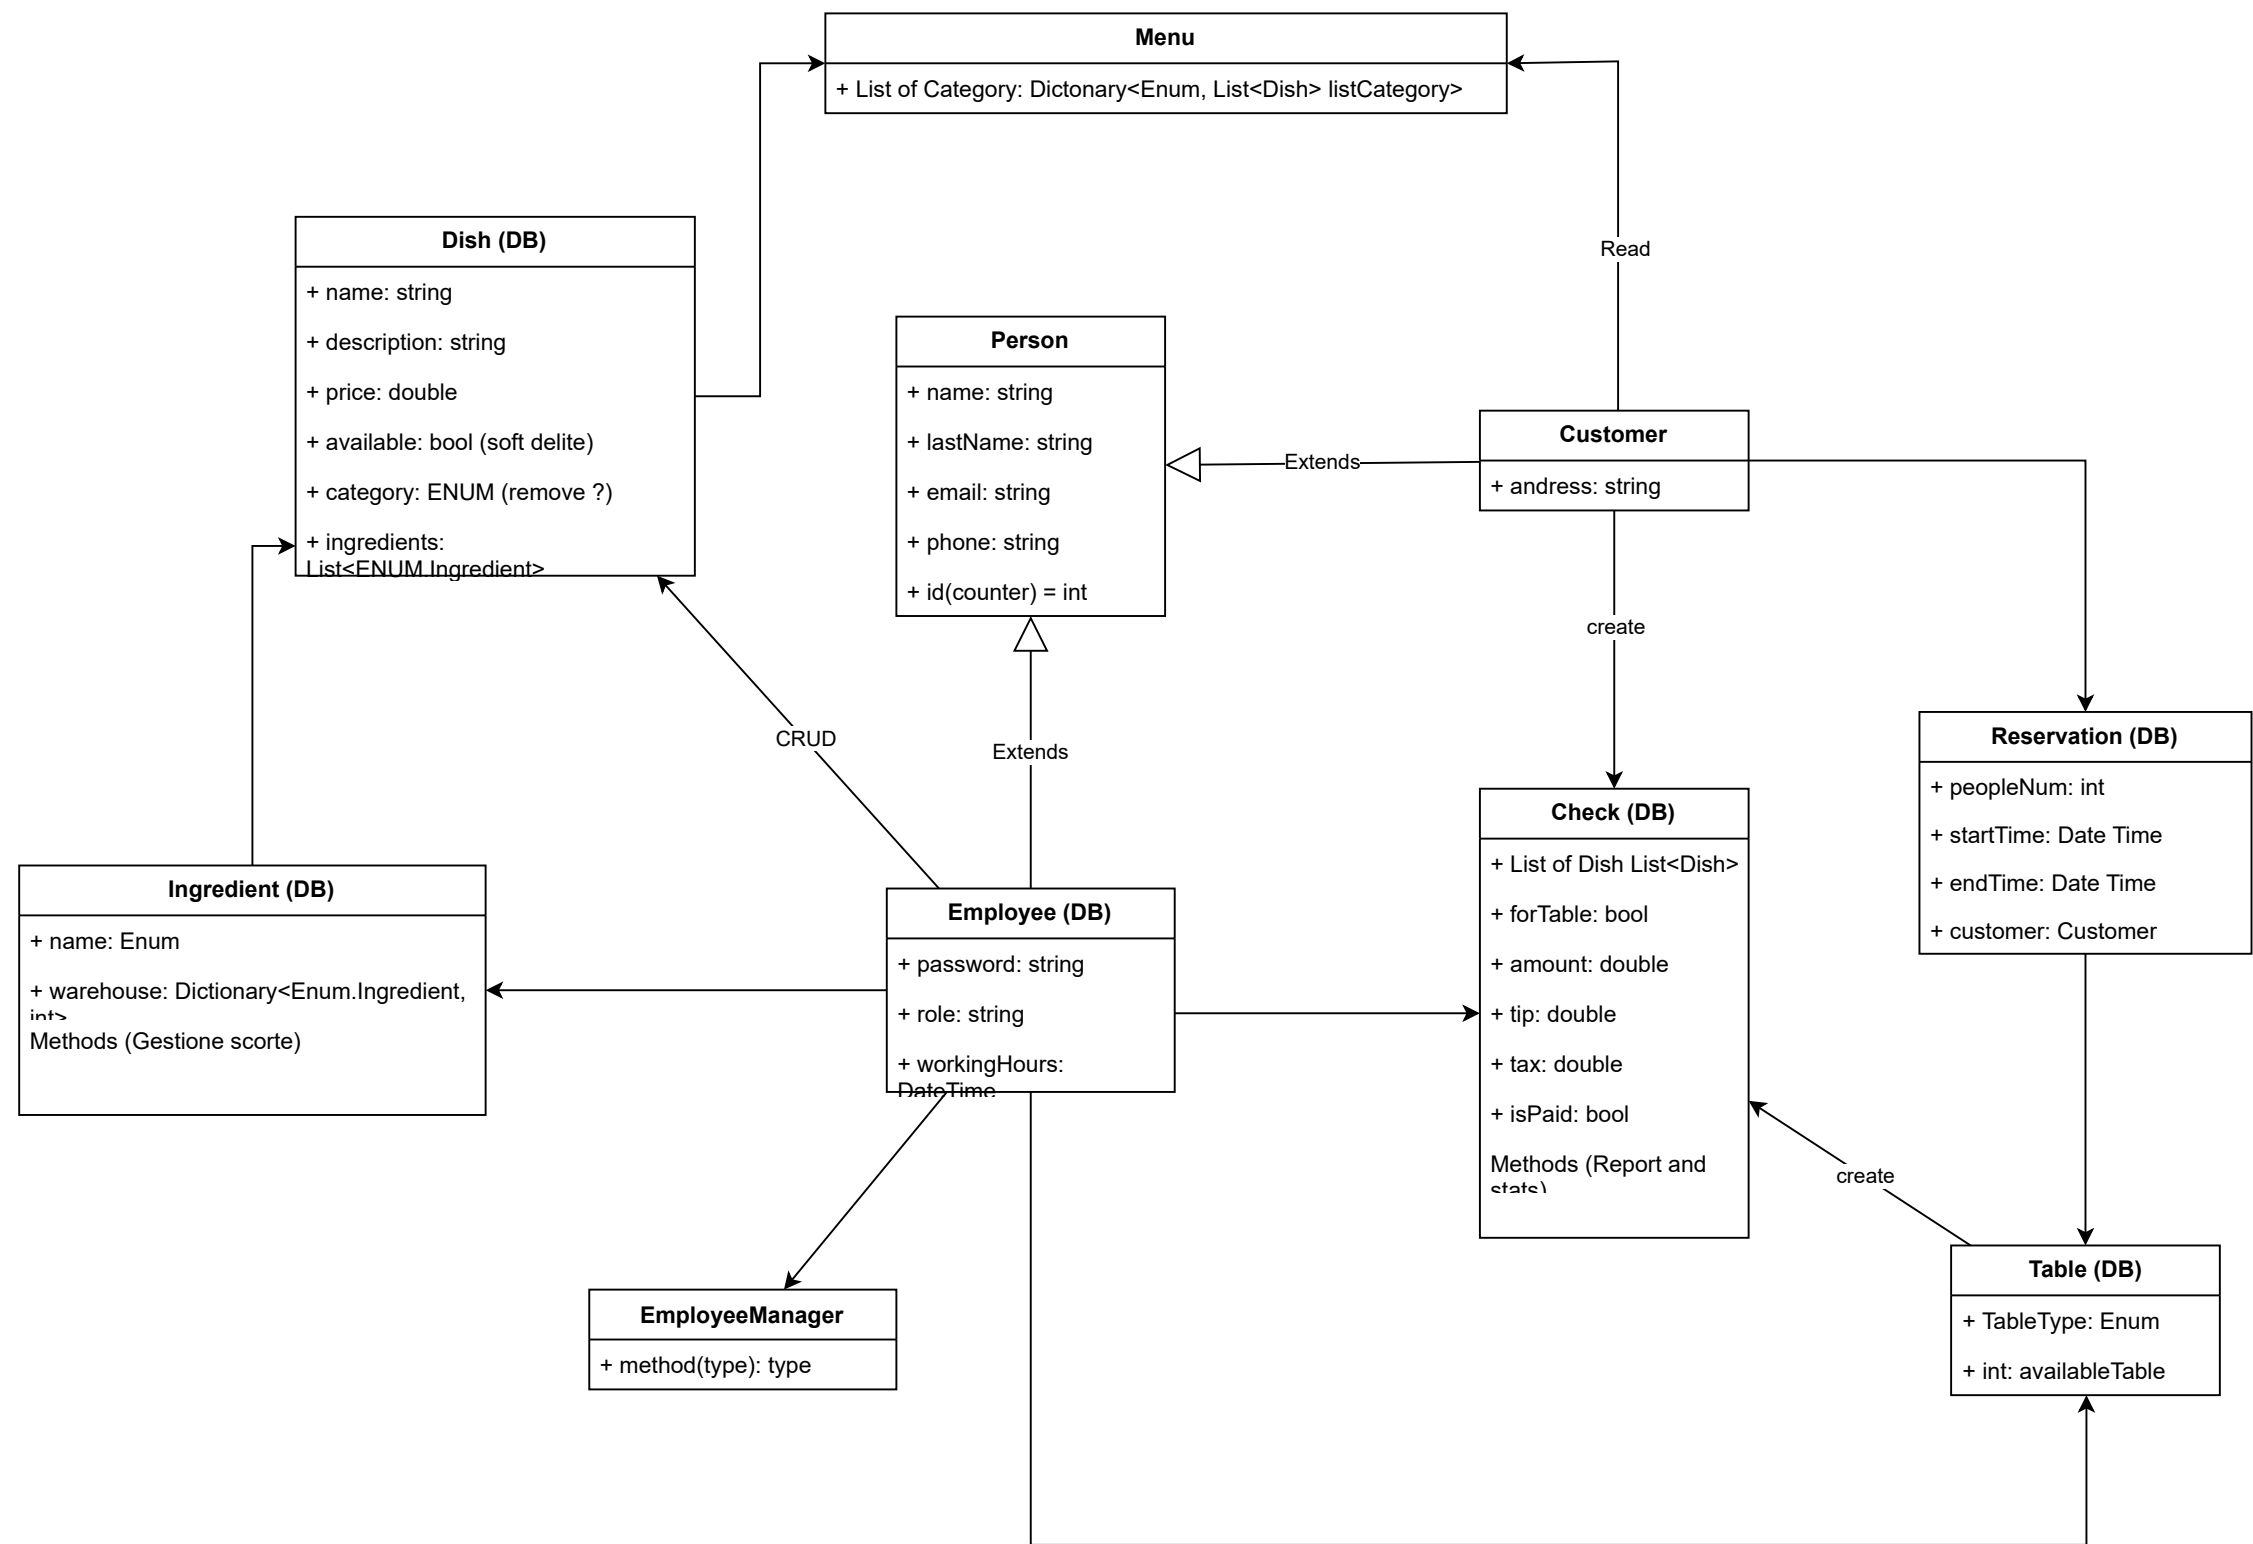 Menu
+ List of Category: Dictonary<Enum, List<Dish> listCategory>
Dish (DB)
+ name: string
+ description: string
+ price: double
+ available: bool (soft delite)
+ category: ENUM (remove ?)
+ ingredients:
List<ENUM.Ingredient>
Read
Person
+ name: string
+ lastName: string
+ email: string
+ phone: string
+ id(counter) = int
Extends
Customer
+ andress: string
create
CRUD
Extends
Reservation (DB)
+ peopleNum: int
+ startTime: Date Time
+ endTime: Date Time
+ customer: Customer
Check (DB)
+ List of Dish List<Dish>
+ forTable: bool
+ amount: double
+ tip: double
+ tax: double
+ isPaid: bool
Methods (Report and
stats)
Ingredient (DB)
+ name: Enum
+ warehouse: Dictionary<Enum.Ingredient,
int>
Methods (Gestione scorte)
Employee (DB)
+ password: string
+ role: string
+ workingHours:
DateTime
create
EmployeeManager
+ method(type): type
Table (DB)
+ TableType: Enum
+ int: availableTable